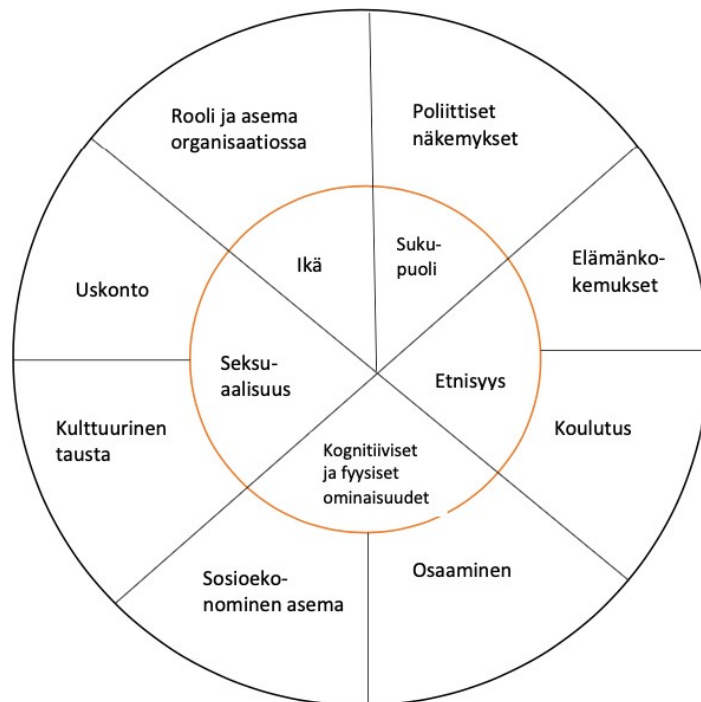 Rooli ja asema
organisaatiossa
Poliittiset
näkemykset
Uskonto
Ikä
Suku-
puoli
Elämänko-
kemukset
Seksu-
aalisuus
Etnisyys
Kulttuurinen
tausta
Kognitiiviset
ja fyysiset
ominaisuudet
Koulutus
Sosioeko-
nominen asema
Osaaminen